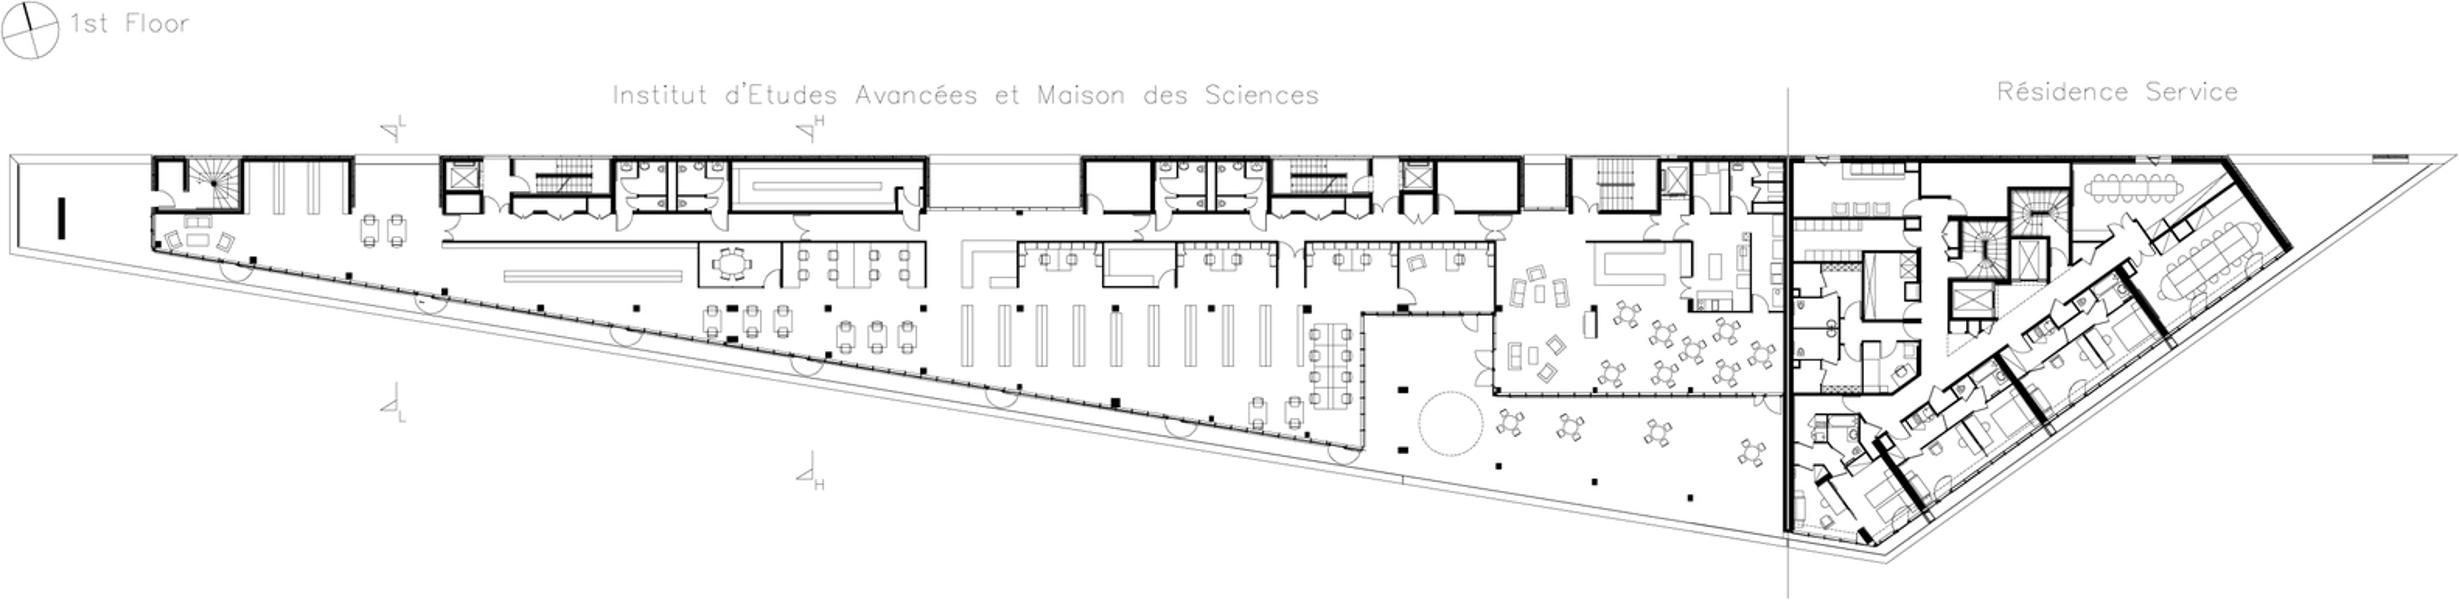 1st Floor
Institut d'Etudes Avancées et Maison des Sciences
Résidence Service
L
H
L
H